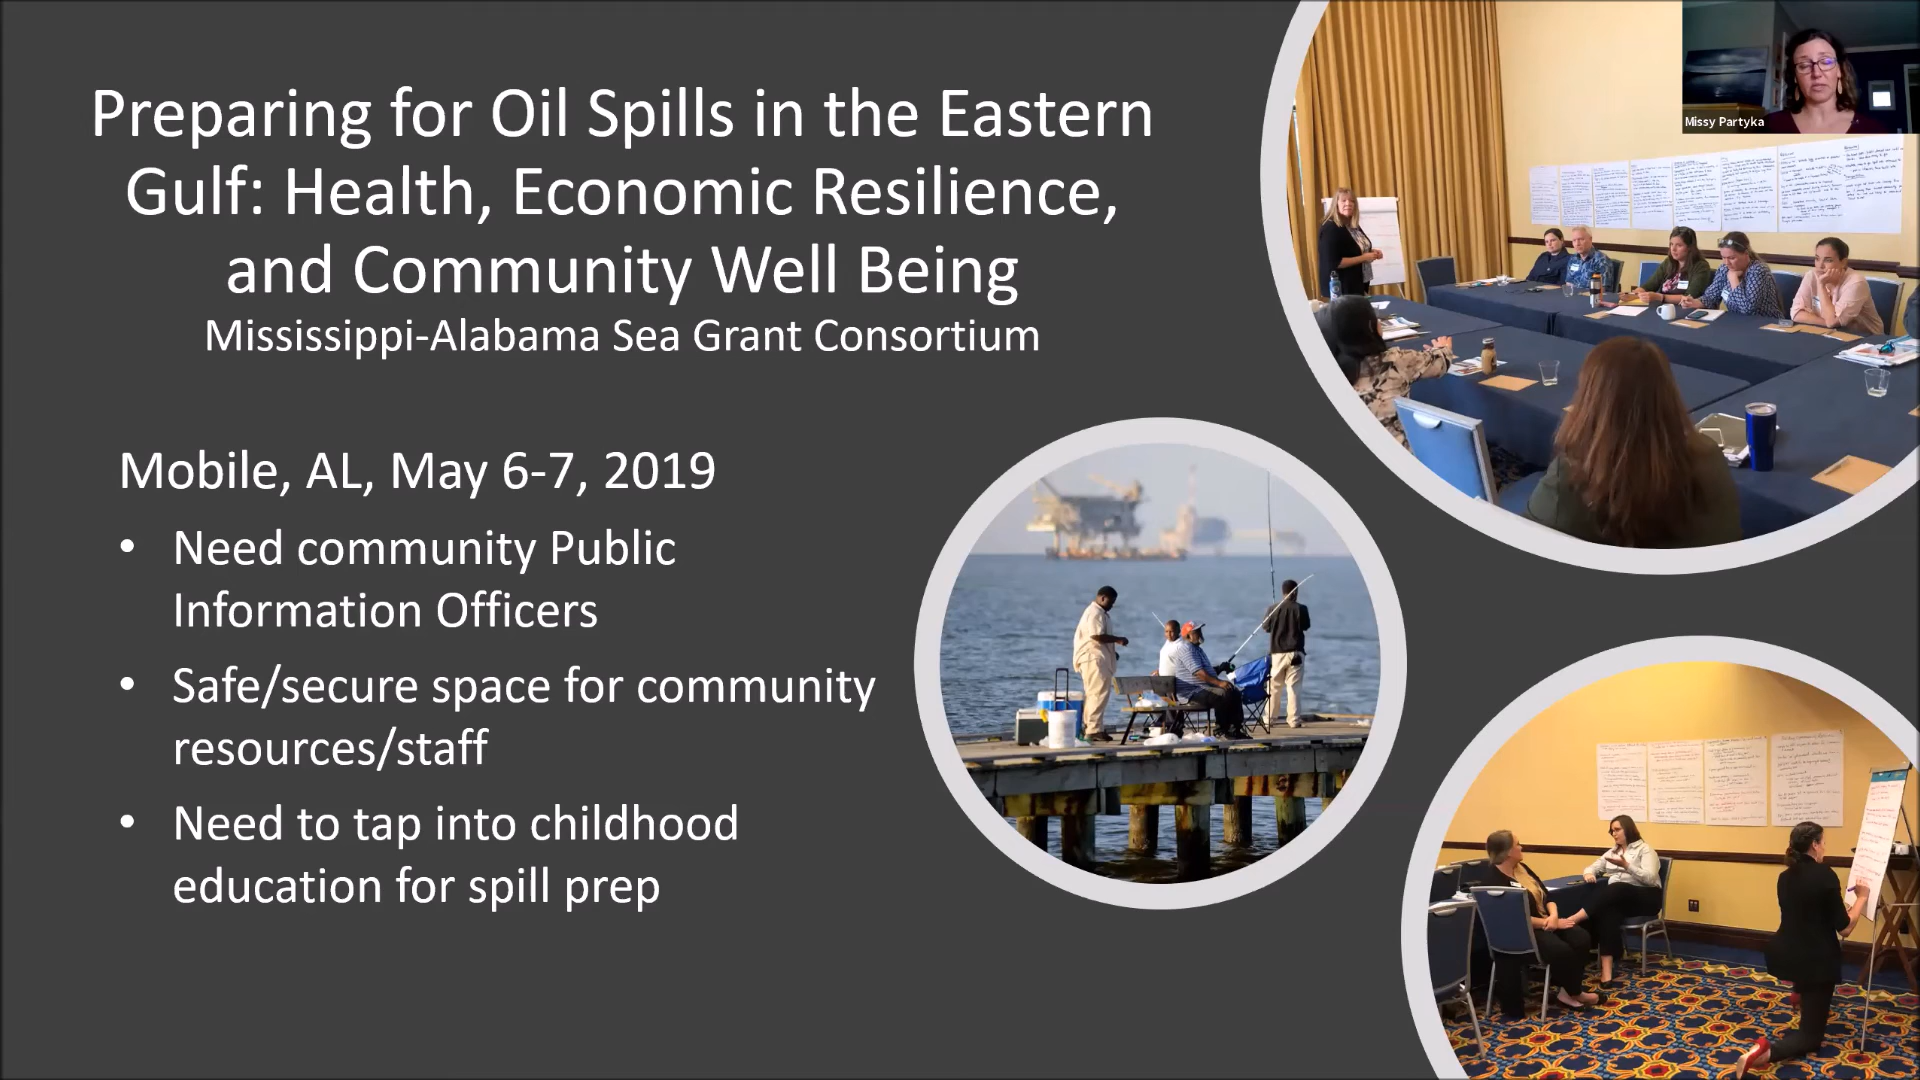 Preparing for Oil Spills in the Eastern
Gulf: Health, Economic Resilience,
and Community Well Being
Mississippi-Alabama Sea Grant Consortium
Mobile, AL, May 6-7, 2019
• Need community Public
Information Officers
• Safe/secure space for community
resources/staff
• Need to tap into childhood
education for spill prep
Missy Partyka